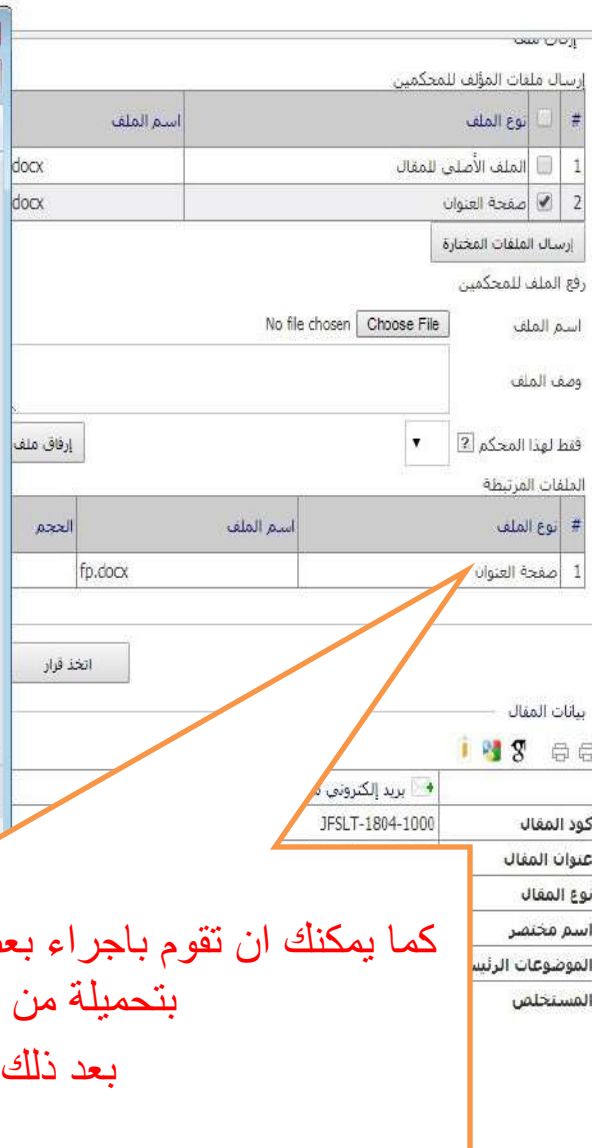 إرسال ملفات المؤلف للمحكمين
# نوع الملف اسم الملف
1 الملف الأصلي للمقال docx
2 صفحة العنوان docx
إرسال الملفات المختارة
رفع الملف للمحكمين
اسم الملف Choose File No file chosen
وصف الملف
فقط لهذا المحكم ?
إرفاق ملف
الملفات المرتبطة
# نوع الملف اسم الملف الحجم
1 صفحة العنوان fp.docx
اتخذ قرار
بيانات المقال
بريد إلكتروني
كود المقال JFSLT-1804-1000
عنوان المقال
نوع المقال
اسم مختصر
الموضوعات
المستخلص
كما يمكنك ان تقوم باجراء
بتحميلة من
بعد ذلك